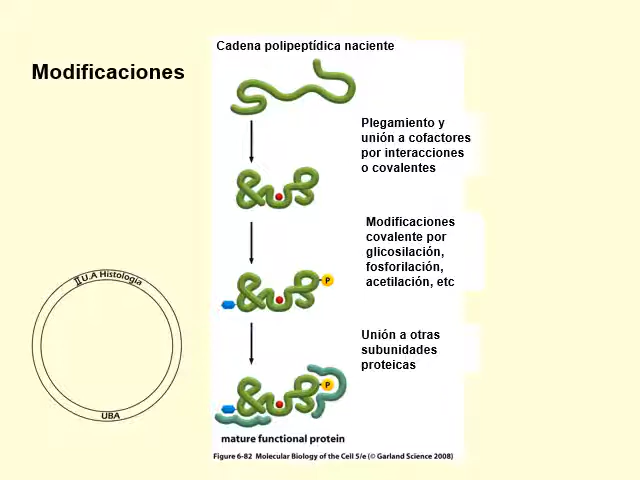 Cadena polipeptídica naciente
Modificaciones
Plegamiento y
unión a cofactores
por interacciones
o covalentes
Modificaciones
covalente por
glicosilación,
fosforilación,
acetilación, etc
P
Unión a otras
subunidades
proteicas
P
II U.A Histología
UBA
mature functional protein
Figure 6-82 Molecular Biology of the Cell 5/e (© Garland Science 2008)